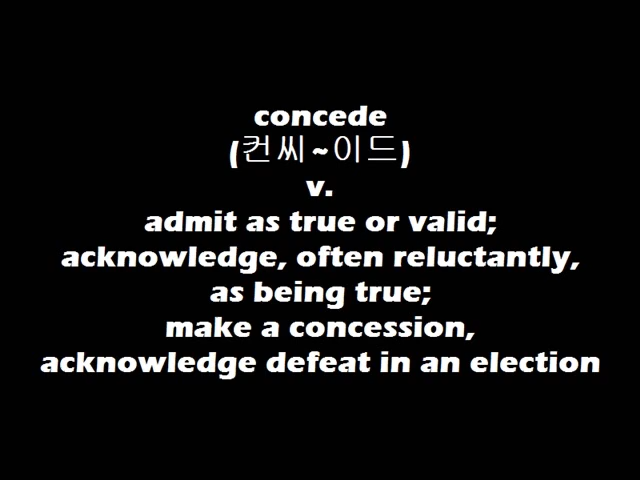 concede
(컨씨~이드)
v.
admit as true or valid;
acknowledge, often reluctantly,
as being true;
make a concession,
acknowledge defeat in an election